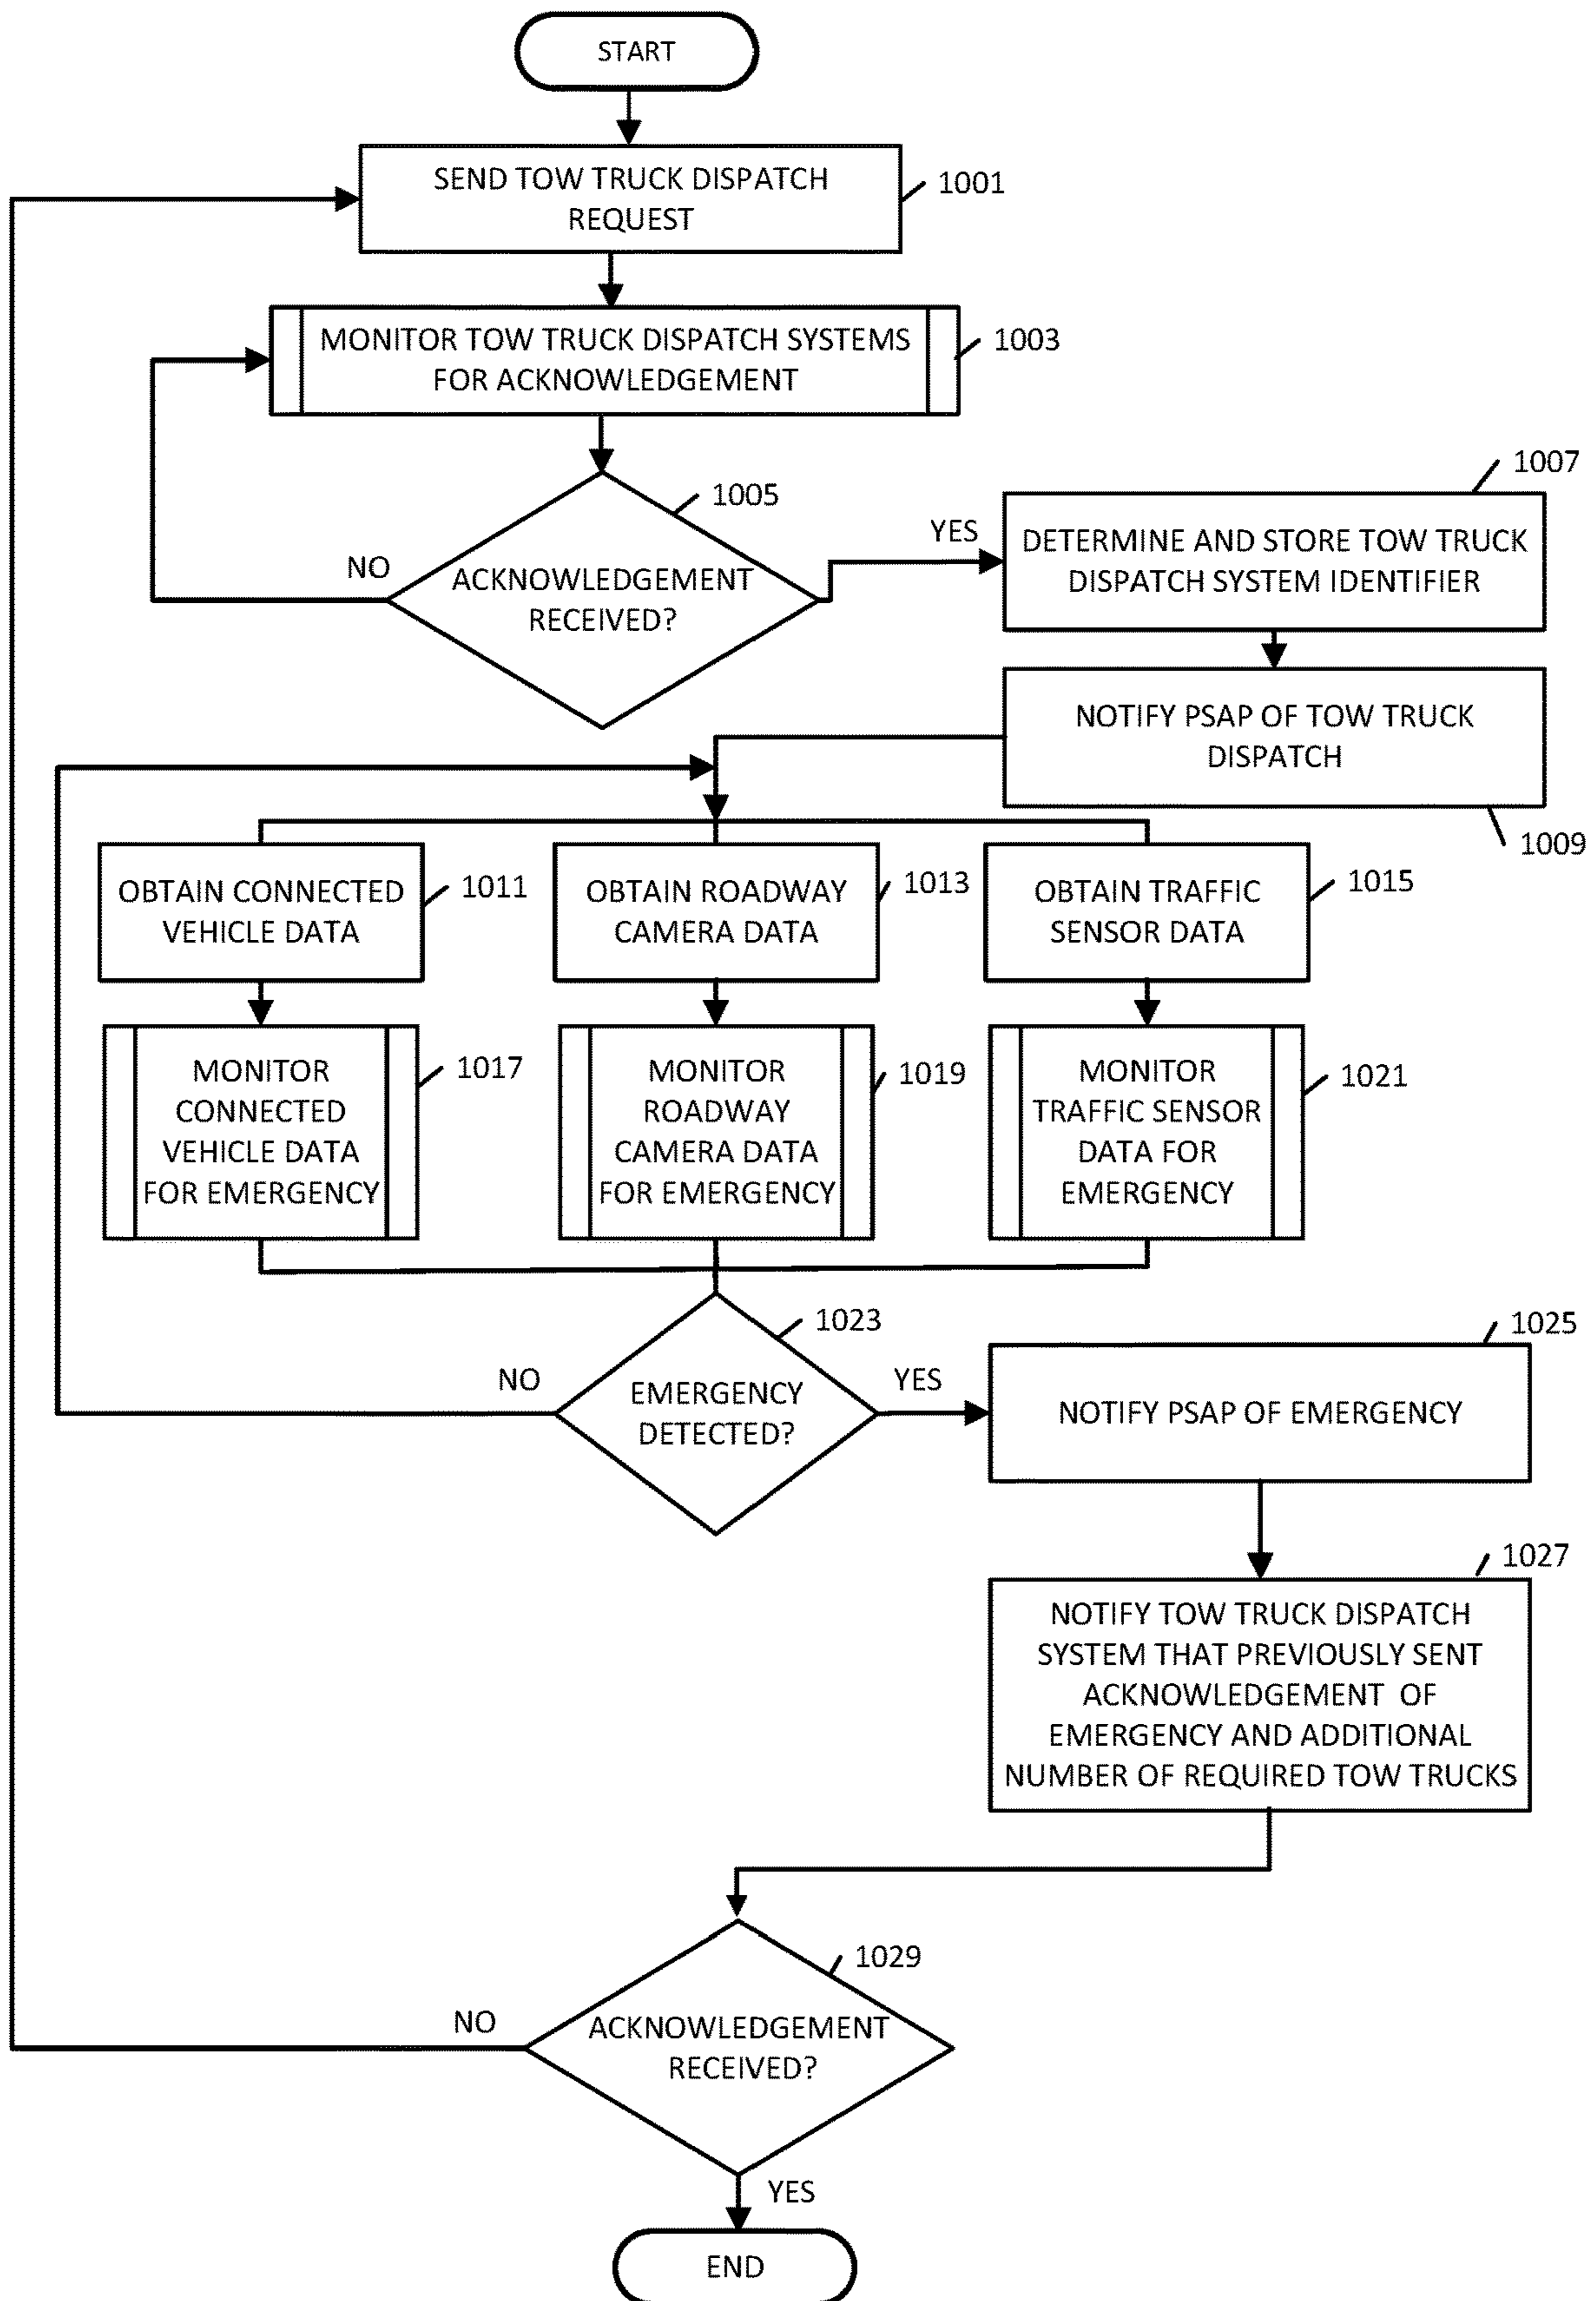 START
SEND TOW TRUCK DISPATCH
REQUEST
1001
MONITOR TOW TRUCK DISPATCH SYSTEMS
FOR ACKNOWLEDGEMENT
1003
1005
ACKNOWLEDGEMENT
RECEIVED?
NO
YES
1007
DETERMINE AND STORE TOW TRUCK
DISPATCH SYSTEM IDENTIFIER
NOTIFY PSAP OF TOW TRUCK
DISPATCH
1009
OBTAIN CONNECTED
VEHICLE DATA
1011
OBTAIN ROADWAY
CAMERA DATA
1013
OBTAIN TRAFFIC
SENSOR DATA
1015
MONITOR
CONNECTED
VEHICLE DATA
FOR EMERGENCY
1017
MONITOR
ROADWAY
CAMERA DATA
FOR EMERGENCY
1019
MONITOR
TRAFFIC SENSOR
DATA FOR
EMERGENCY
1021
1023
NO
EMERGENCY
DETECTED?
YES
1025
NOTIFY PSAP OF EMERGENCY
1027
NOTIFY TOW TRUCK DISPATCH
SYSTEM THAT PREVIOUSLY SENT
ACKNOWLEDGEMENT OF
EMERGENCY AND ADDITIONAL
NUMBER OF REQUIRED TOW TRUCKS
1029
NO
ACKNOWLEDGEMENT
RECEIVED?
YES
END